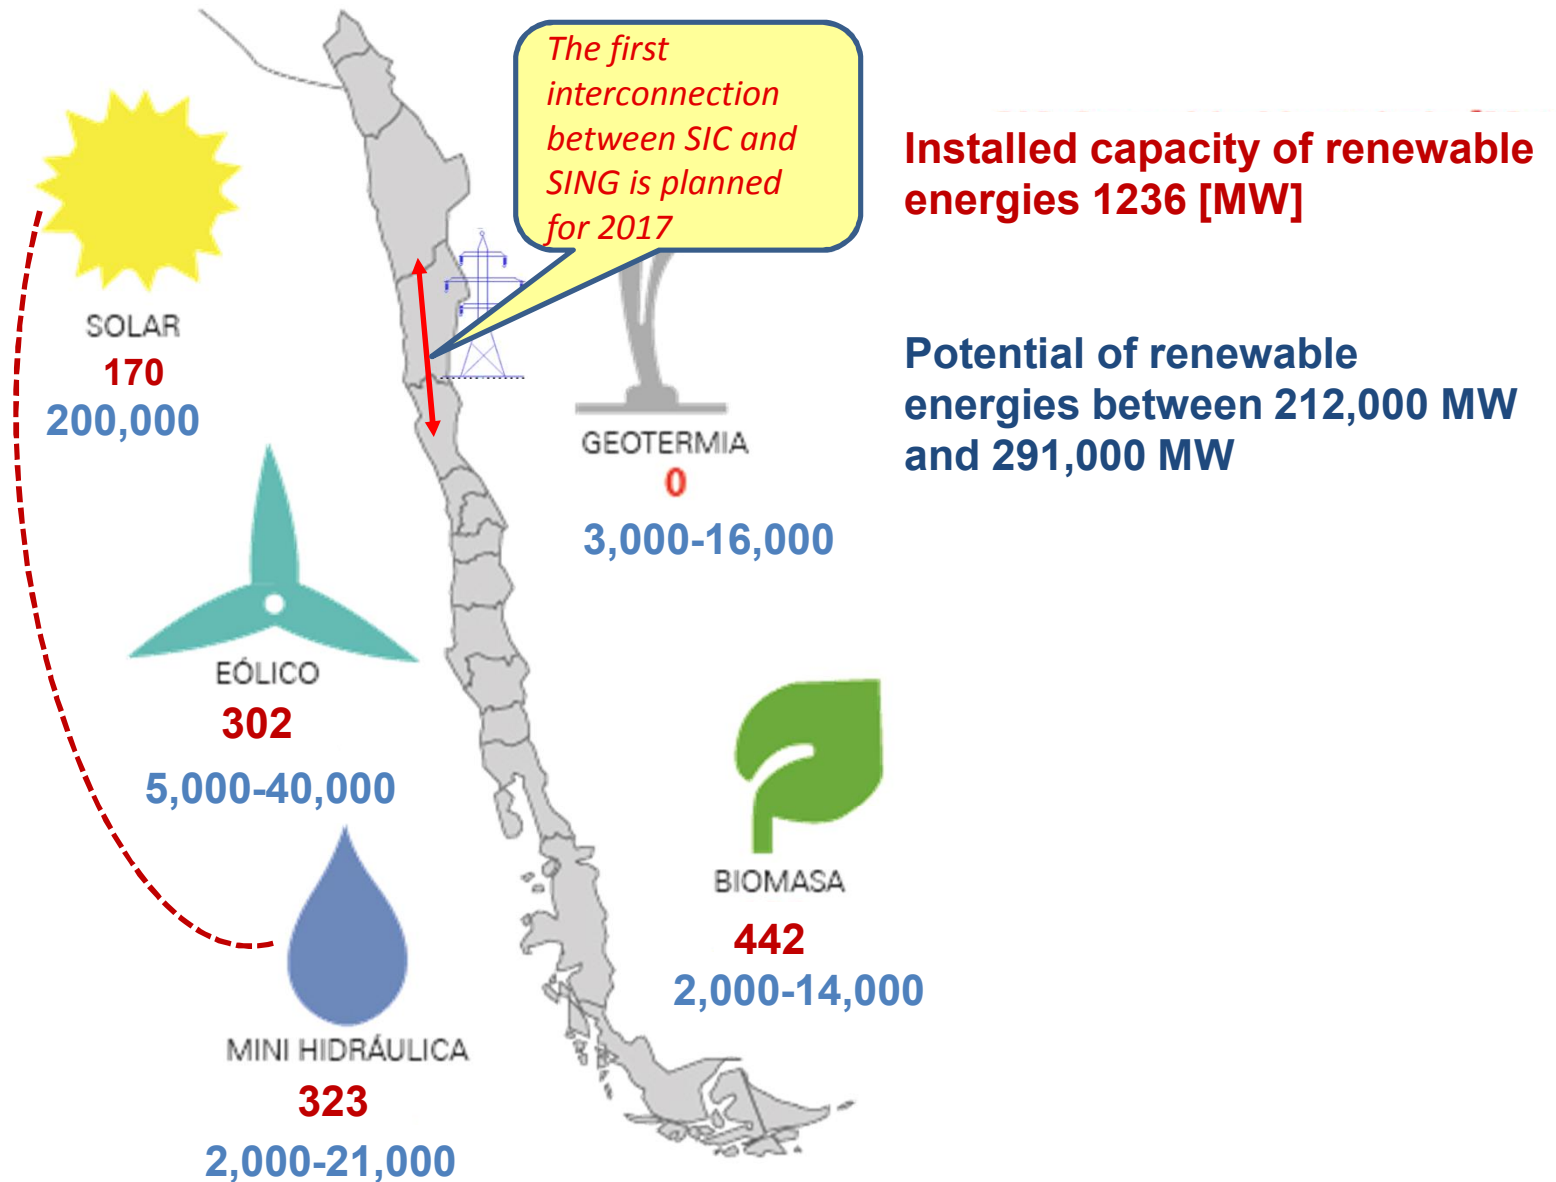 The first
interconnection
between SIC and
SING is planned
for 2017
Installed capacity of renewable
energies 1236 [MW]
Potential of renewable
energies between 212,000 MW
and 291,000 MW
SOLAR
170
200,000
GEOTERMIA
0
3,000-16,000
EÓLICO
302
5,000-40,000
BIOMASA
442
2,000-14,000
MINI HIDRÁULICA
323
2,000-21,000